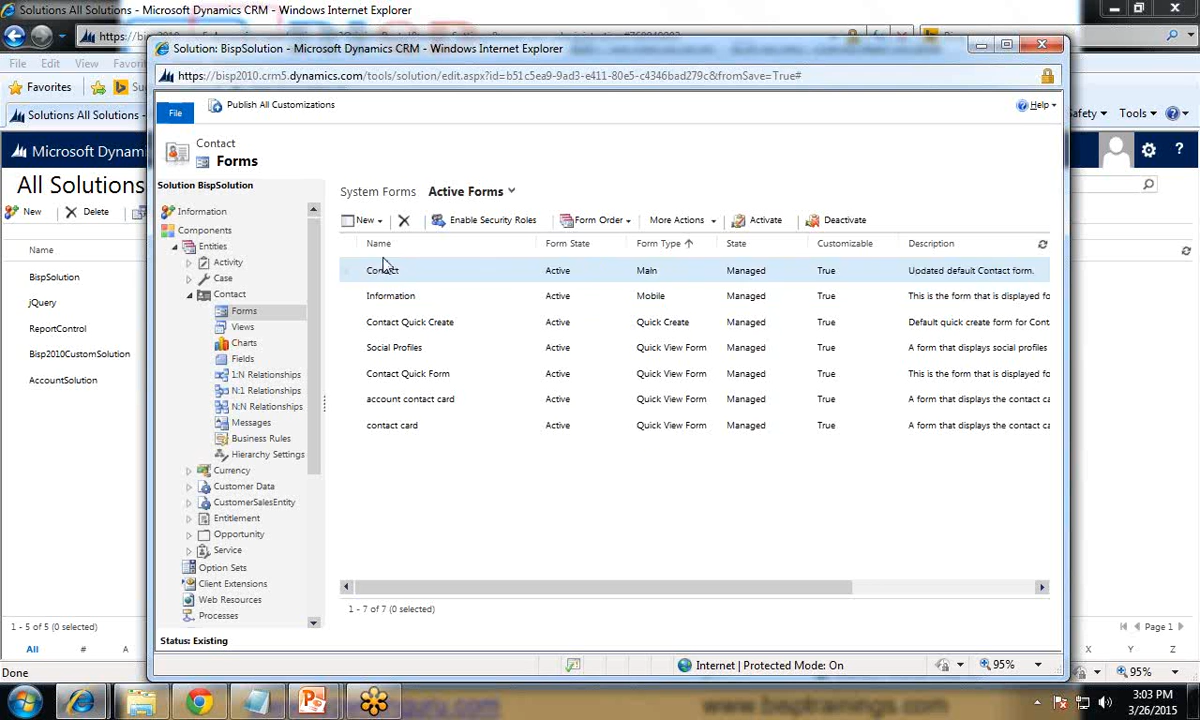 Solutions All Solutions - Microsoft Dynamics CRM - Windows Internet Explorer
Solution: BispSolution - Microsoft Dynamics CRM - Windows Internet Explorer
https://bisp2010.crm5.dynamics.com/tools/solution/edit.aspx?id=b51c5ea9-9ad3-e411-80e5-c4346bad279c&fromSave=True#
File Edit View
Favorites
Solutions All Solutions -
Tools
Microsoft
All Solutions
New Delete
Name
BispSolution
jQuery
ReportControl
Bisp2010CustomSolution
AccountSolution
1 - 5 of 5 (0 selected)
All # A
Done
File
Publish All Customizations
Help
Contact
Forms
Solution BispSolution
Information
Components
Entities
Activity
Case
Contact
Forms
Views
Charts
Fields
1:N Relationships
N:1 Relationships
N:N Relationships
Messages
Business Rules
Hierarchy Settings
Currency
Customer Data
CustomerSalesEntity
Entitlement
Opportunity
Service
Option Sets
Client Extensions
Web Resources
Processes
Status: Existing
System Forms Active Forms
New Enable Security Roles Form Order More Actions Activate Deactivate
Name Form State Form Type State Customizable Description
Contact Active Main Managed True Updated default Contact form.
Information Active Mobile Managed True This is the form that is displayed fo
Contact Quick Create Active Quick Create Managed True Default quick create form for Cont
Social Profiles Active Quick View Form Managed True A form that displays social profiles
Contact Quick Form Active Quick View Form Managed True This is the form that is displayed fo
account contact card Active Quick View Form Managed True A form that displays the contact ca
contact card Active Quick View Form Managed True A form that displays the contact ca
1 - 7 of 7 (0 selected)
Internet | Protected Mode: On
95%
Page 1
X Y Z
95%
3:03 PM
3/26/2015
www.bisptrainings.com